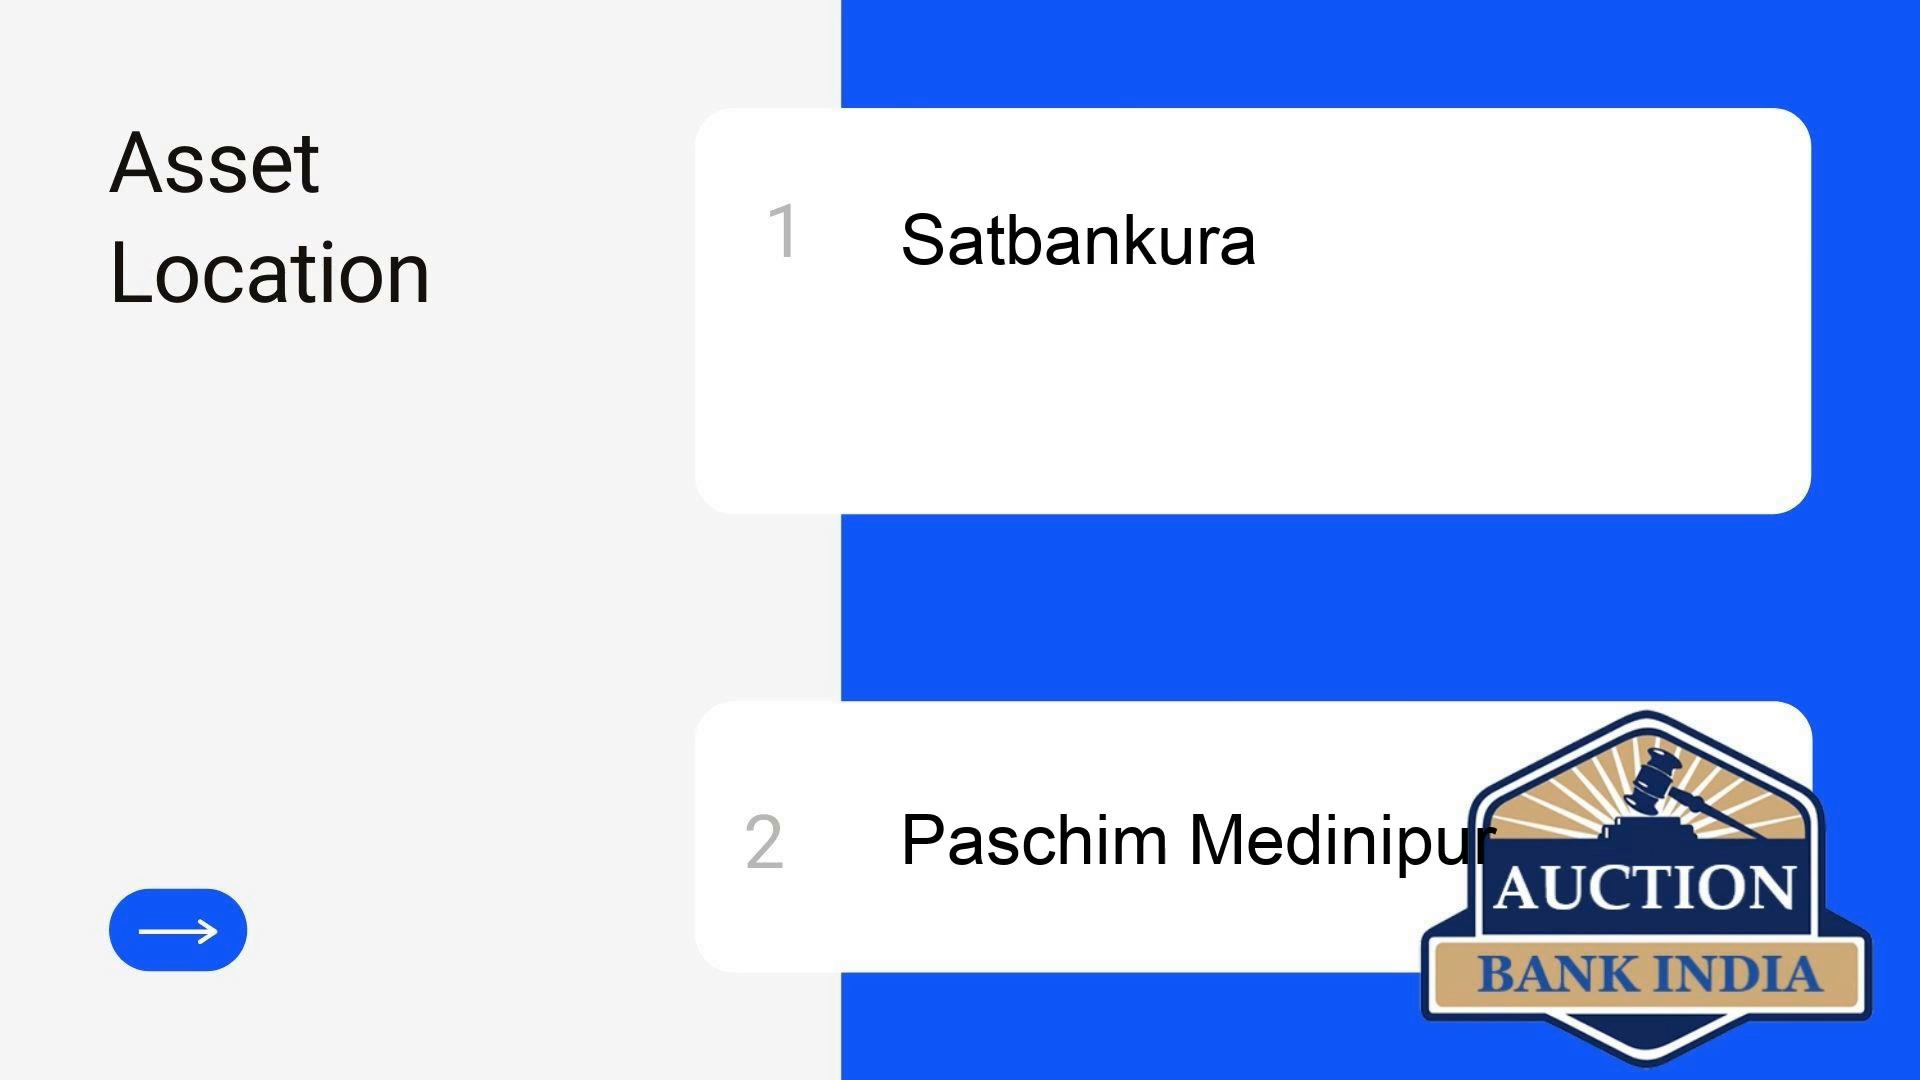 Asset
Location
1
Satbankura
2
Paschim Medinipur
AUCTION
BANK INDIA